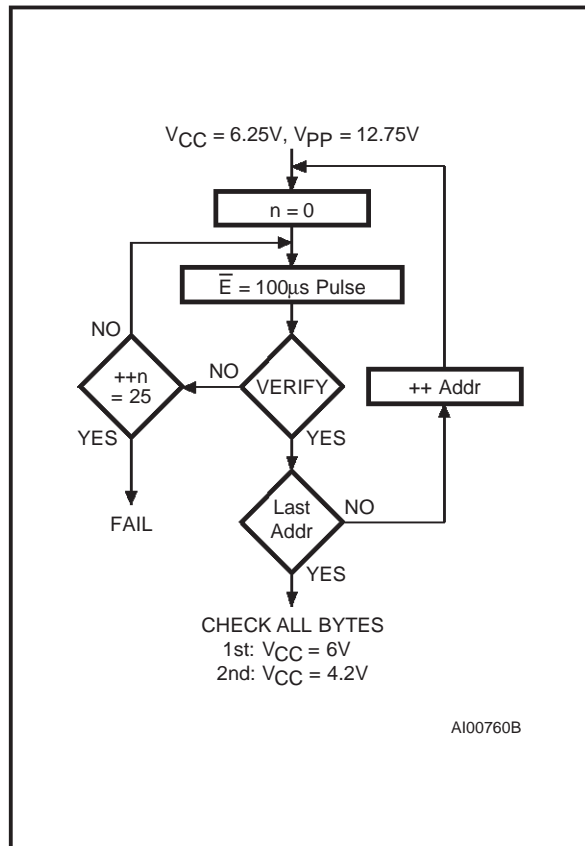 VCC = 6.25V, VPP = 12.75V
n = 0
E = 100μs Pulse
NO
++n
= 25
NO
VERIFY
++ Addr
YES
YES
FAIL
Last
Addr
NO
YES
CHECK ALL BYTES
1st: VCC = 6V
2nd: VCC = 4.2V
AI00760B